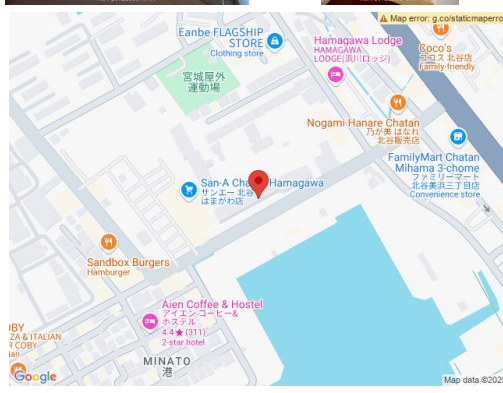 Map error: g.co/staticmaperro
Eanbe FLAGSHIP
STORE
Clothing store
Hamagawa Lodge
HAMAGAWA
LODGE(浜川ロッジ)
Coco's
ココス 北谷店
Family-friendly
宮城屋外
運動場
Nogami Hanare Chatan
乃が美 はなれ
北谷販売店
FamilyMart Chatan
Mihama 3-chome
ファミリーマート
北谷美浜三丁目店
Convenience store
San-A Cha Hamagawa
サンエー 北谷
はまがわ店
Sandbox Burgers
Hamburger
Aien Coffee & Hostel
アイエン コーヒー&
ホステル
4.4★(311)
2-star hotel
OBY
ZA & ITALIAN
R COBY
ian
MINATO
港
Google
Map data ©2025